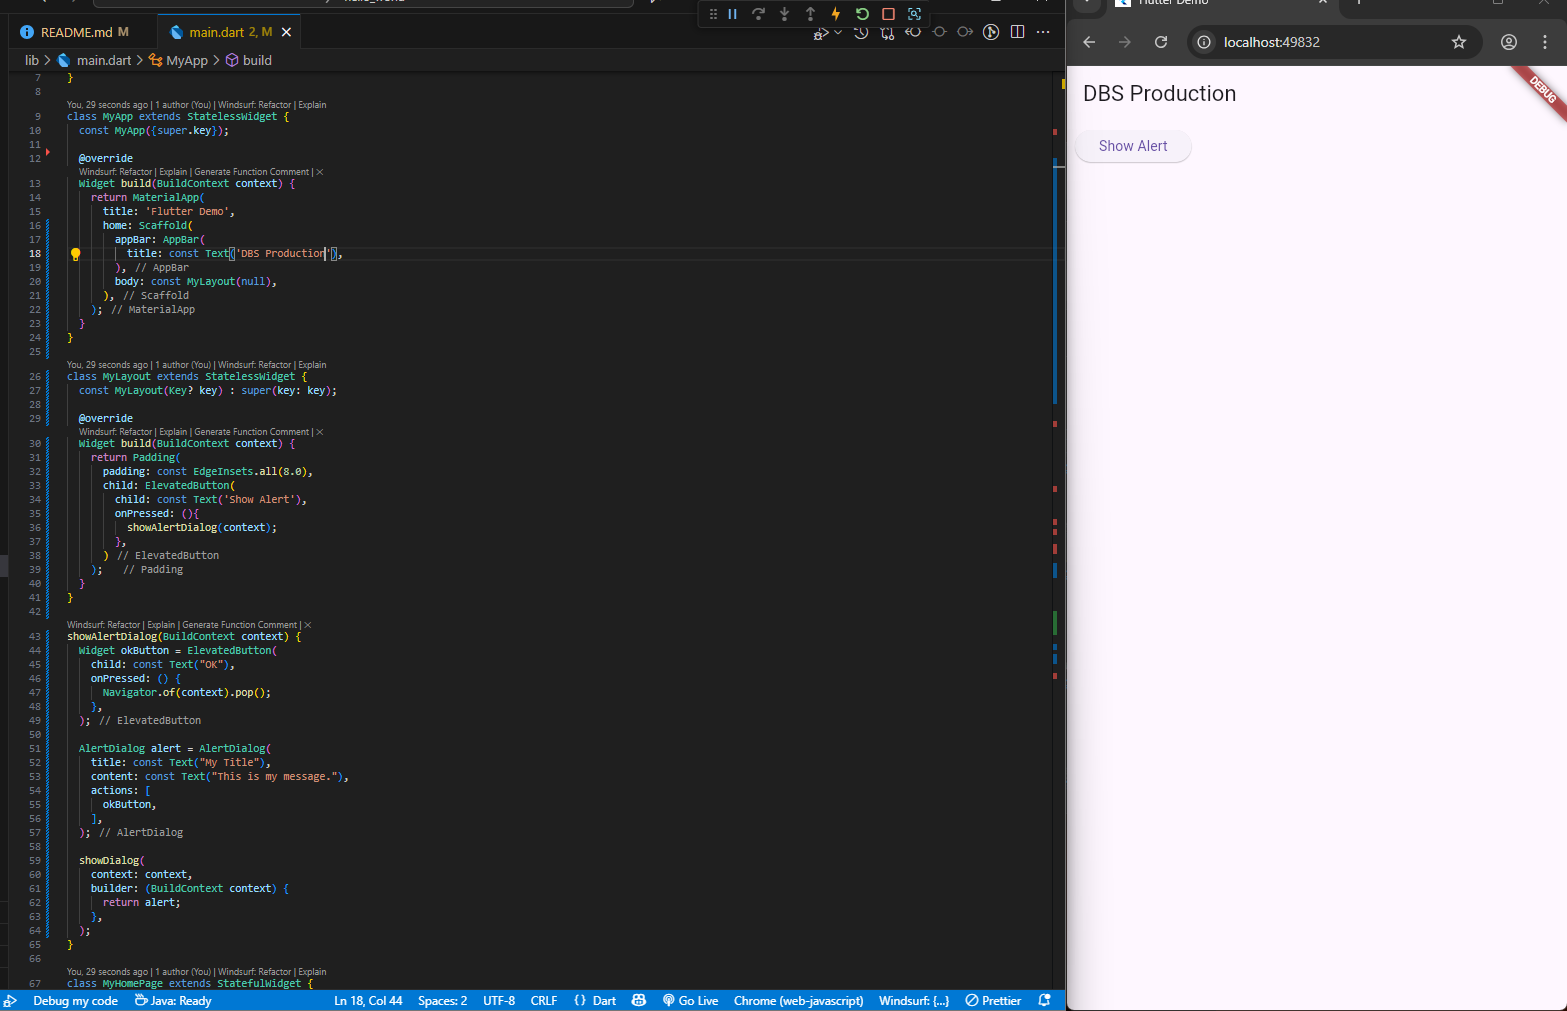 README.md M
main.dart 2, M
lib > main.dart > MyApp > build
7 }
8
You, 29 seconds ago | 1 author (You) | Windsurf: Refactor | Explain
9 class MyApp extends StatelessWidget {
10 const MyApp({super.key});
11
12 @override
Windsurf: Refactor | Explain | Generate Function Comment | ×
13 Widget build(BuildContext context) {
14 return MaterialApp(
15 title: 'Flutter Demo',
16 home: Scaffold(
17 appBar: AppBar(
18 title: const Text('DBS Production'),
19 ), // AppBar
20 body: const MyLayout(null),
21 ), // Scaffold
22 ); // MaterialApp
23 }
24 }
25
You, 29 seconds ago | 1 author (You) | Windsurf: Refactor | Explain
26 class MyLayout extends StatelessWidget {
27 const MyLayout(Key? key) : super(key: key);
28
29 @override
Windsurf: Refactor | Explain | Generate Function Comment | ×
30 Widget build(BuildContext context) {
31 return Padding(
32 padding: const EdgeInsets.all(8.0),
33 child: ElevatedButton(
34 child: const Text('Show Alert'),
35 onPressed: (){
36 showAlertDialog(context);
37 },
38 ) // ElevatedButton
39 ); // Padding
40 }
41 }
42
Windsurf: Refactor | Explain | Generate Function Comment | ×
43 showAlertDialog(BuildContext context) {
44 Widget okButton = ElevatedButton(
45 child: const Text("OK"),
46 onPressed: () {
47 Navigator.of(context).pop();
48 },
49 ); // ElevatedButton
50
51 AlertDialog alert = AlertDialog(
52 title: const Text("My Title"),
53 content: const Text("This is my message."),
54 actions: [
55 okButton,
56 ],
57 ); // AlertDialog
58
59 showDialog(
60 context: context,
61 builder: (BuildContext context) {
62 return alert;
63 },
64 );
65 }
66
You, 29 seconds ago | 1 author (You) | Windsurf: Refactor | Explain
67 class MyHomePage extends StatefulWidget {
Debug my code Java: Ready Ln 18, Col 44 Spaces: 2 UTF-8 CRLF {} Dart Go Live Chrome (web-javascript) Windsurf: {...} Prettier
Flutter Demo
localhost:49832
DBS Production
DEBUG
Show Alert